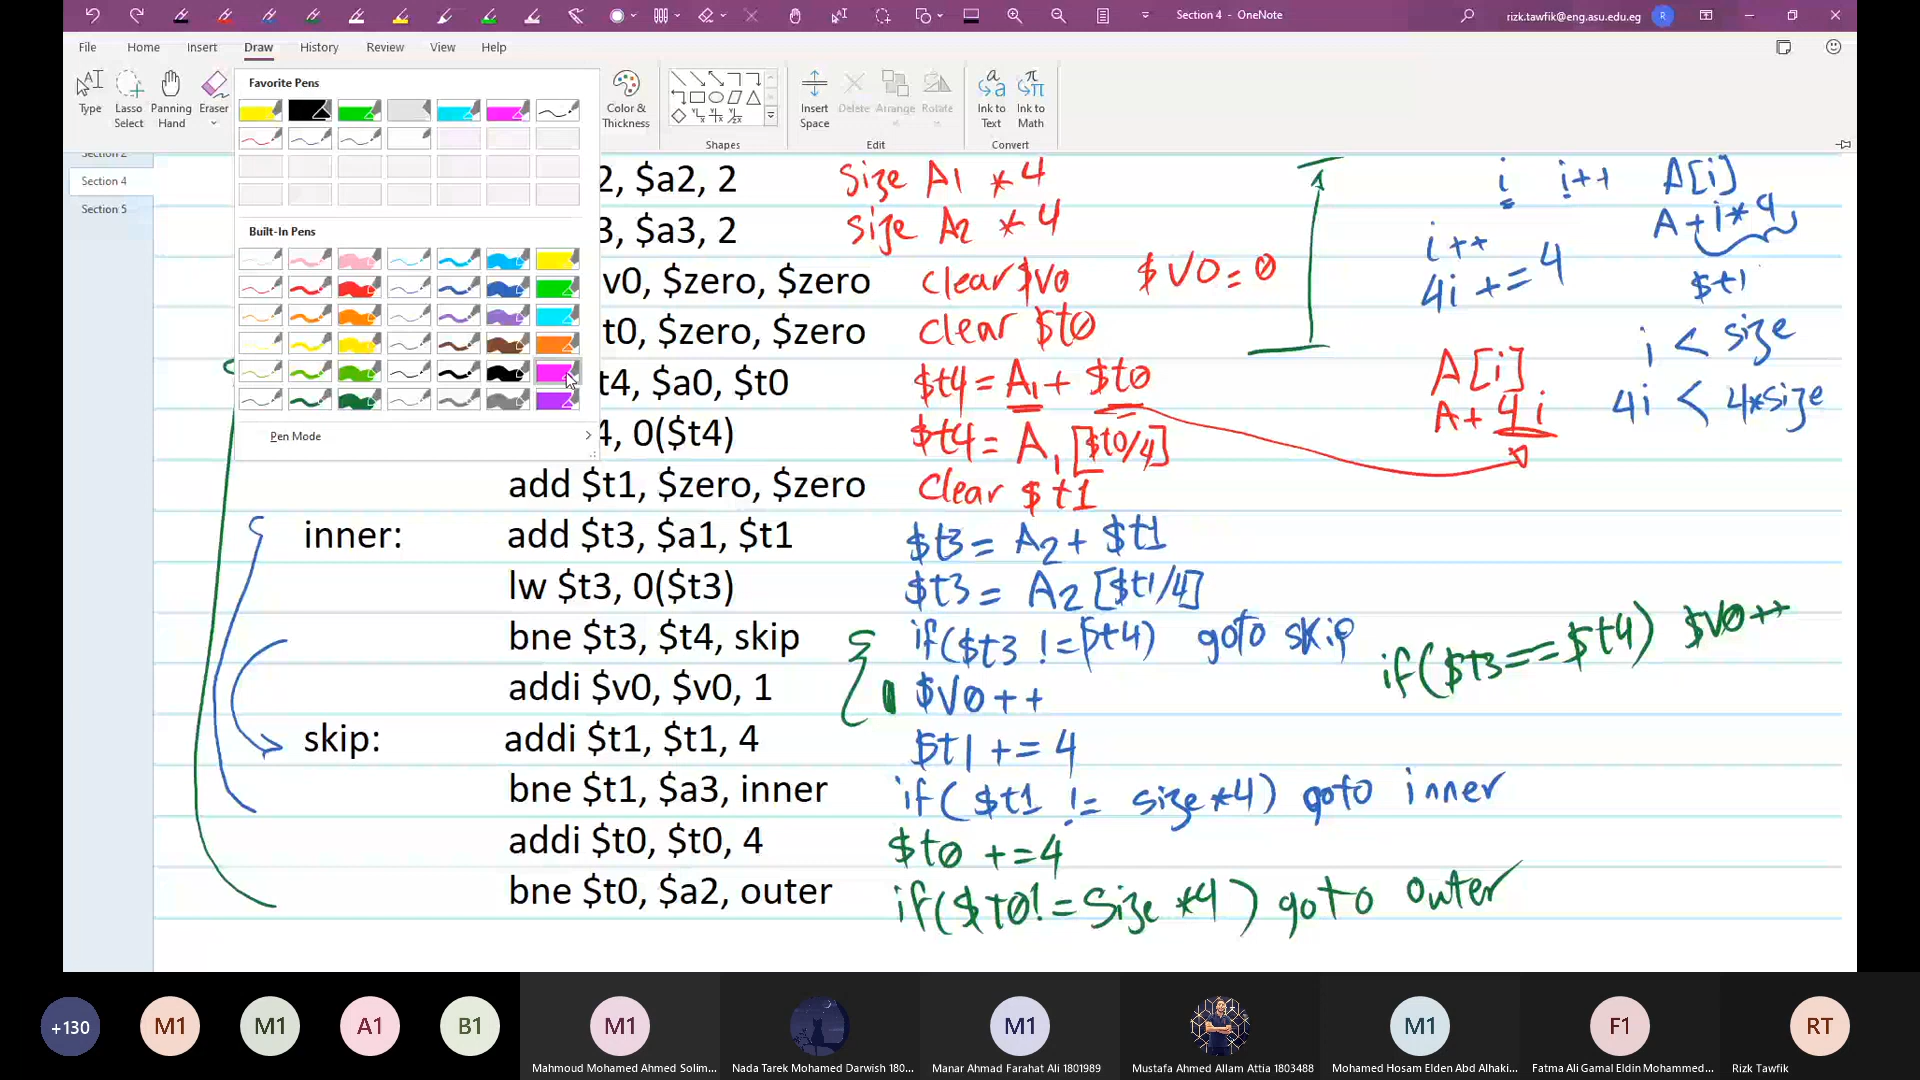 Section 4 - OneNote
rizk.tawfik@eng.asu.edu.eg
R
File Home Insert Draw History Review View Help
Type
Lasso Select
Panning Hand
Eraser
Favorite Pens
Built-In Pens
Pen Mode
Color & Thickness
Shapes
Insert Space
Delete
Arrange
Rotate
Edit
Ink to Text
Ink to Math
Convert
Section 2
Section 4
Section 5
2, $a2, 2 Size A1 * 4
3, $a3, 2 size A2 * 4
v0, $zero, $zero clear $v0 $v0 = 0
t0, $zero, $zero clear $t0
t4, $a0, $t0 $t4 = A1 + $t0
4, 0($t4) $t4 = A1 [$t0/4]
add $t1, $zero, $zero Clear $t1
inner: add $t3, $a1, $t1 $t3 = A2 + $t1
lw $t3, 0($t3) $t3 = A2 [$t1/4]
bne $t3, $t4, skip if($t3 != $t4) goto skip if($t3==$t4) $v0++
addi $v0, $v0, 1 $v0++
skip: addi $t1, $t1, 4 $t1 += 4
bne $t1, $a3, inner if($t1 != size*4) goto inner
addi $t0, $t0, 4 $t0 +=4
bne $t0, $a2, outer if($t0!=Size*4) goto outer
i i++ A[i]
A+i*4
i++
4i += 4
$t1
i < size
4i < 4*size
A[i]
A+ 4i
+130
M1
M1
A1
B1
M1
Mahmoud Mohamed Ahmed Solim...
Nada Tarek Mohamed Darwish 180...
M1
Manar Ahmad Farahat Ali 1801989
Mustafa Ahmed Allam Attia 1803488
M1
Mohamed Hosam Elden Abd Alhaki...
F1
Fatma Ali Gamal Eldin Mohammed...
RT
Rizk Tawfik